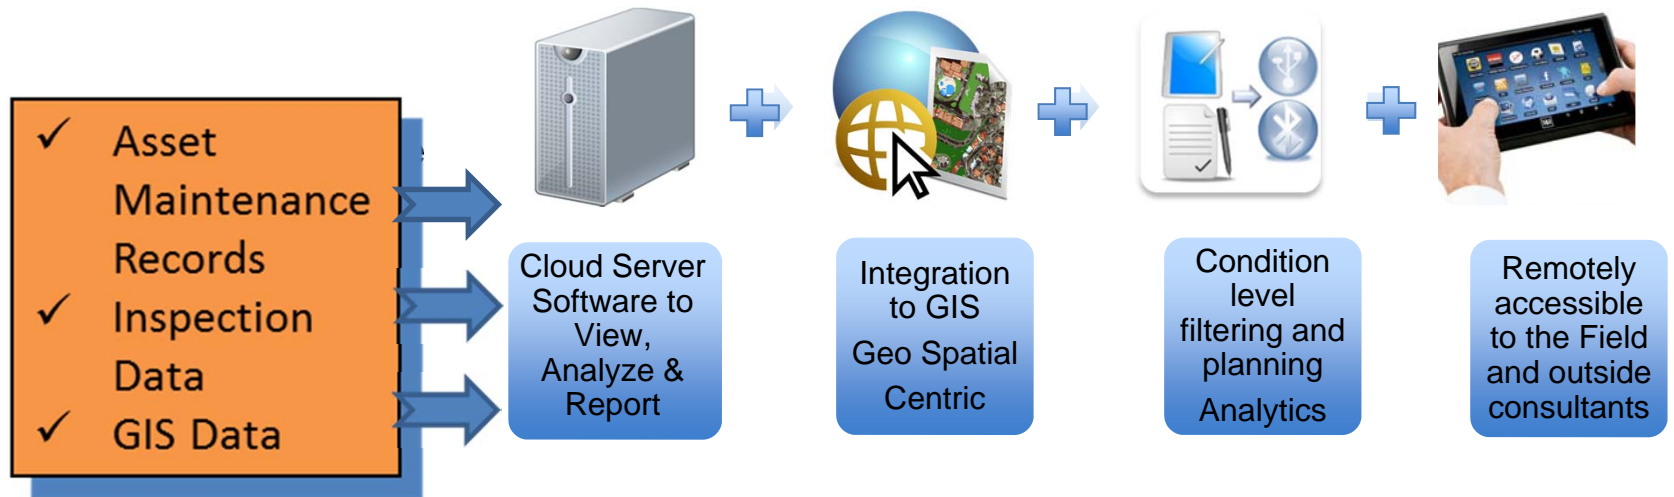 ✓ Asset
Maintenance
Records
✓ Inspection
Data
✓ GIS Data
Cloud Server
Software to
View,
Analyze &
Report
Integration
to GIS
Geo Spatial
Centric
Condition
level
filtering and
planning
Analytics
Remotely
accessible
to the Field
and outside
consultants